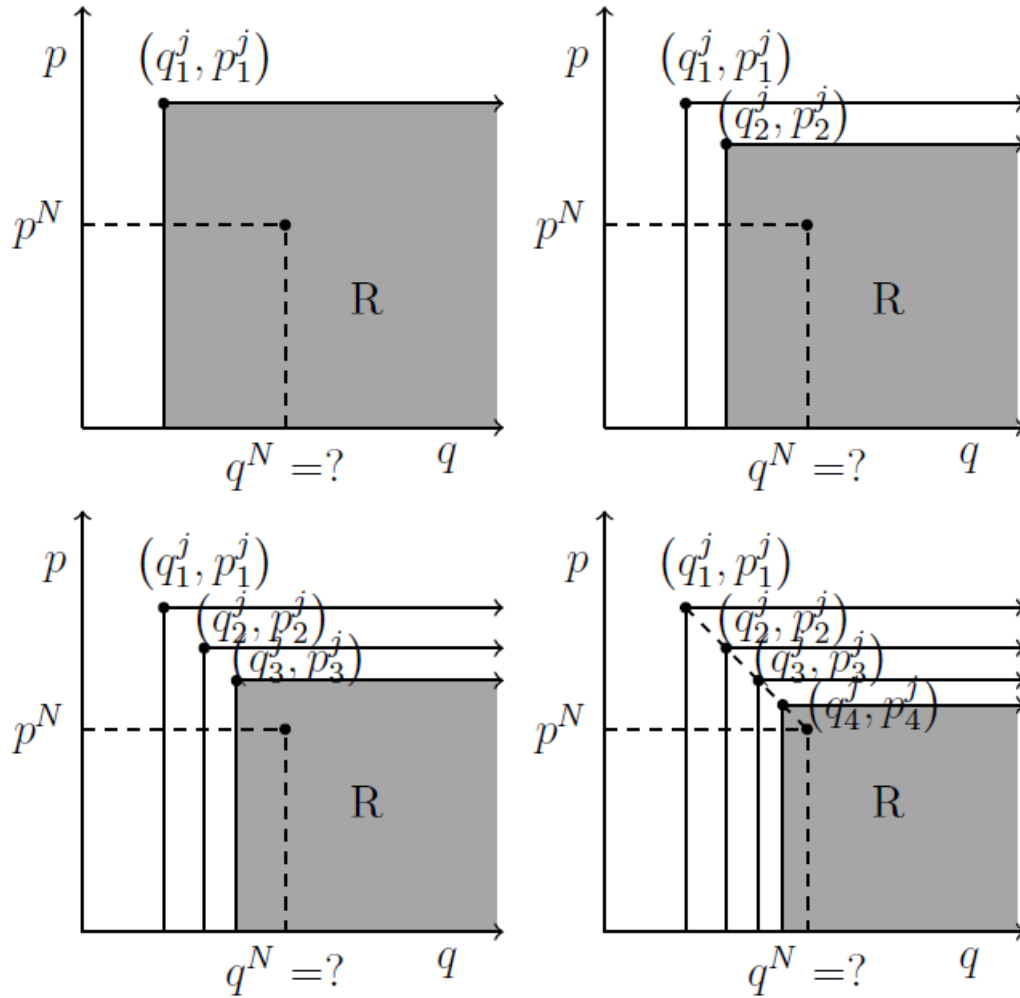 p
(q_1^j, p_1^j)
p^N
R
q^N =?
q
p
(q_1^j, p_1^j)
(q_2^j, p_2^j)
p^N
R
q^N =?
q
p
(q_1^j, p_1^j)
(q_2^j, p_2^j)
(q_3^j, p_3^j)
p^N
R
q^N =?
q
p
(q_1^j, p_1^j)
(q_2^j, p_2^j)
(q_3^j, p_3^j)
(q_4^j, p_4^j)
p^N
R
q^N =?
q